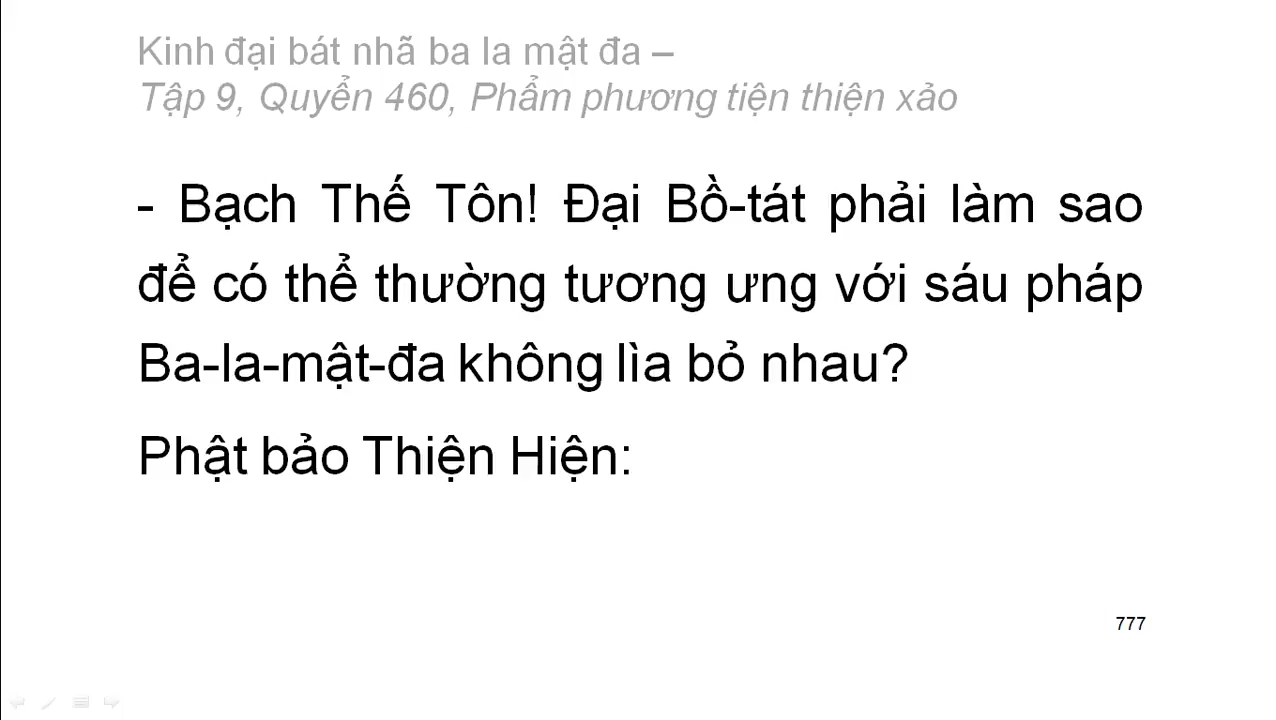 Kinh đại bát nhã ba la mật đa –
Tập 9, Quyển 460, Phẩm phương tiện thiện xảo
- Bạch Thế Tôn! Đại Bồ-tát phải làm sao
để có thể thường tương ưng với sáu pháp
Ba-la-mật-đa không lìa bỏ nhau?
Phật bảo Thiện Hiện:
777